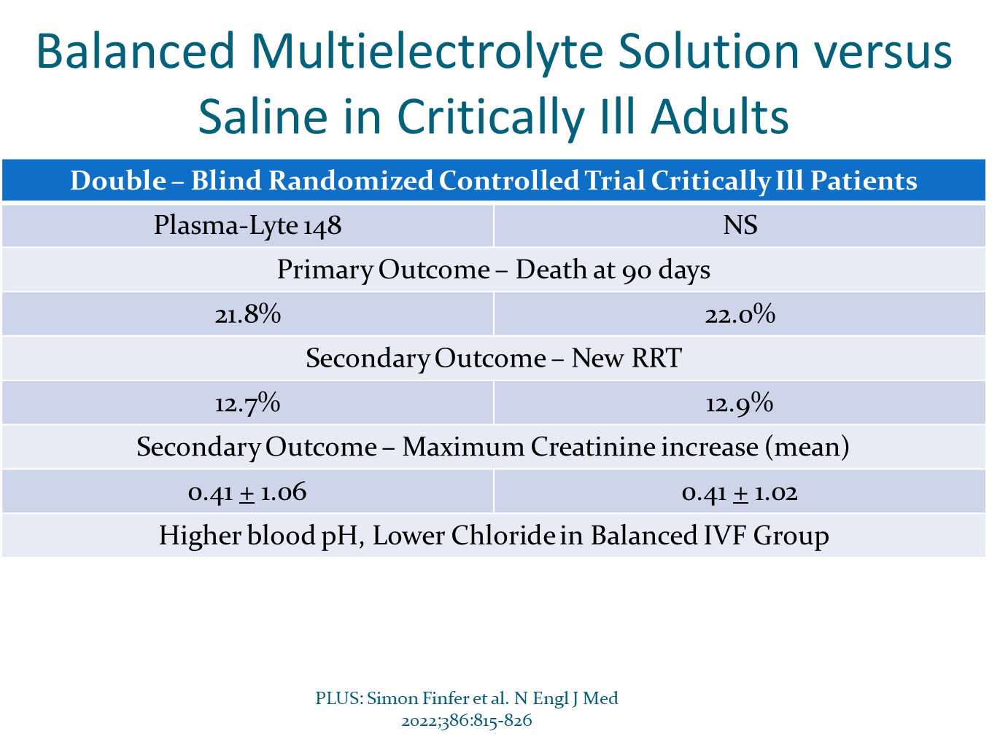 Balanced Multielectrolyte Solution versus
Saline in Critically Ill Adults
Double – Blind Randomized Controlled Trial Critically Ill Patients
Plasma-Lyte 148 NS
Primary Outcome – Death at 90 days
21.8% 22.0%
Secondary Outcome – New RRT
12.7% 12.9%
Secondary Outcome – Maximum Creatinine increase (mean)
0.41 ± 1.06 0.41 ± 1.02
Higher blood pH, Lower Chloride in Balanced IVF Group
PLUS: Simon Finfer et al. N Engl J Med
2022;386:815-826